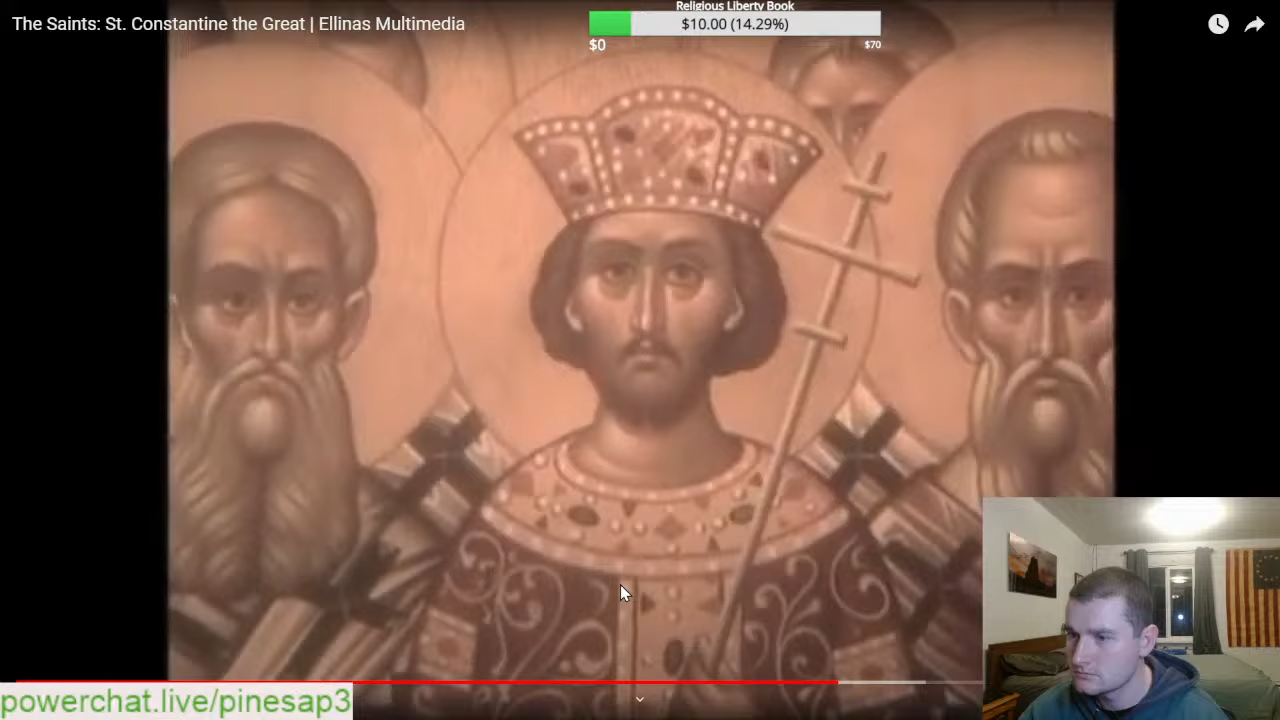 Religious Liberty Book
The Saints: St. Constantine the Great | Ellinas Multimedia
$10.00 (14.29%)
$0
$70
powerchat.live/pinesap3